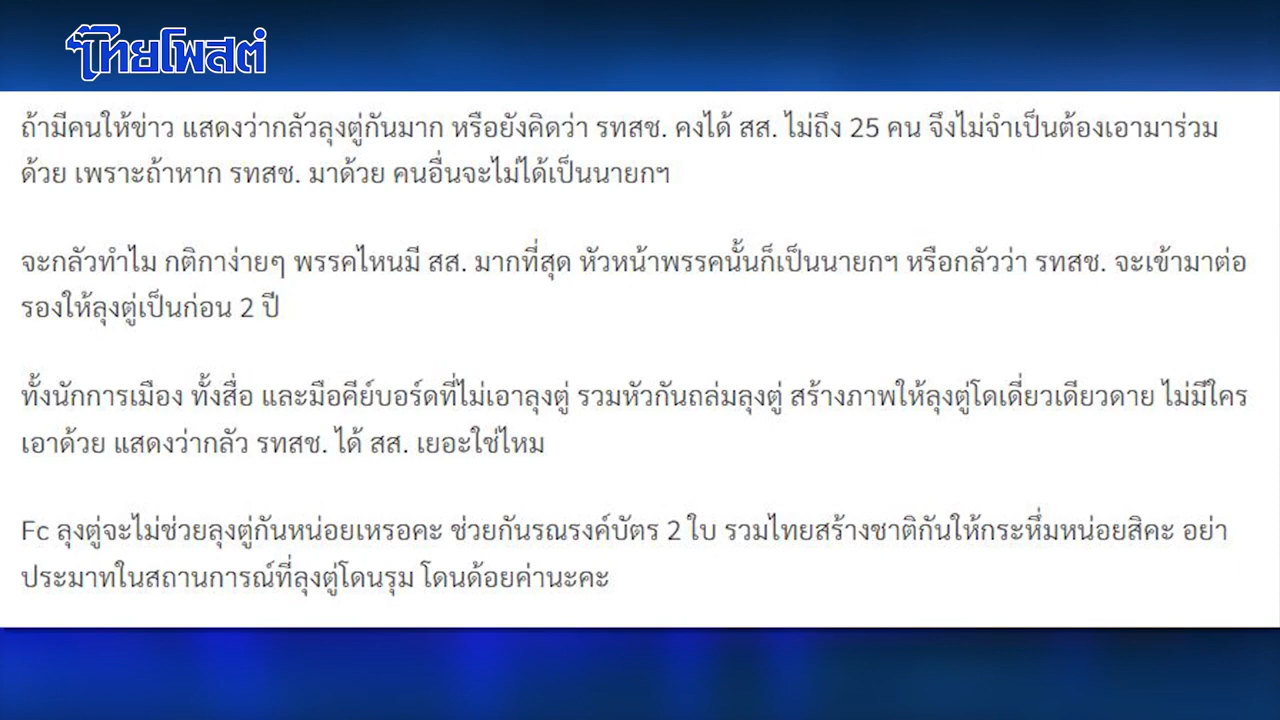 ไทยโพสต์
ถ้ามีคนให้ข่าว แสดงว่ากลัวลุงตู่กันมาก หรือยังคิดว่า รทสช. คงได้ สส. ไม่ถึง 25 คน จึงไม่จำเป็นต้องเอามาร่วม
ด้วย เพราะถ้าหาก รทสช. มาด้วย คนอื่นจะไม่ได้เป็นนายกฯ
จะกลัวทำไม กติกาง่ายๆ พรรคไหนมี สส. มากที่สุด หัวหน้าพรรคนั้นก็เป็นนายกฯ หรือกลัวว่า รทสช. จะเข้ามาต่อ
รองให้ลุงตู่เป็นก่อน 2 ปี
ทั้งนักการเมือง ทั้งสื่อ และมือคีย์บอร์ดที่ไม่เอาลุงตู่ รวมหัวกันถล่มลุงตู่ สร้างภาพให้ลุงตู่โดเดี่ยวเดียวดาย ไม่มีใคร
เอาด้วย แสดงว่ากลัว รทสช. ได้ สส. เยอะใช่ไหม
Fc ลุงตู่จะไม่ช่วยลุงตู่กันหน่อยเหรอคะ ช่วยกันรณรงค์บัตร 2 ใบ รวมไทยสร้างชาติกันให้กระหึ่มหน่อยสิคะ อย่า
ประมาทในสถานการณ์ที่ลุงตู่โดนรุม โดนด้อยค่านะคะ